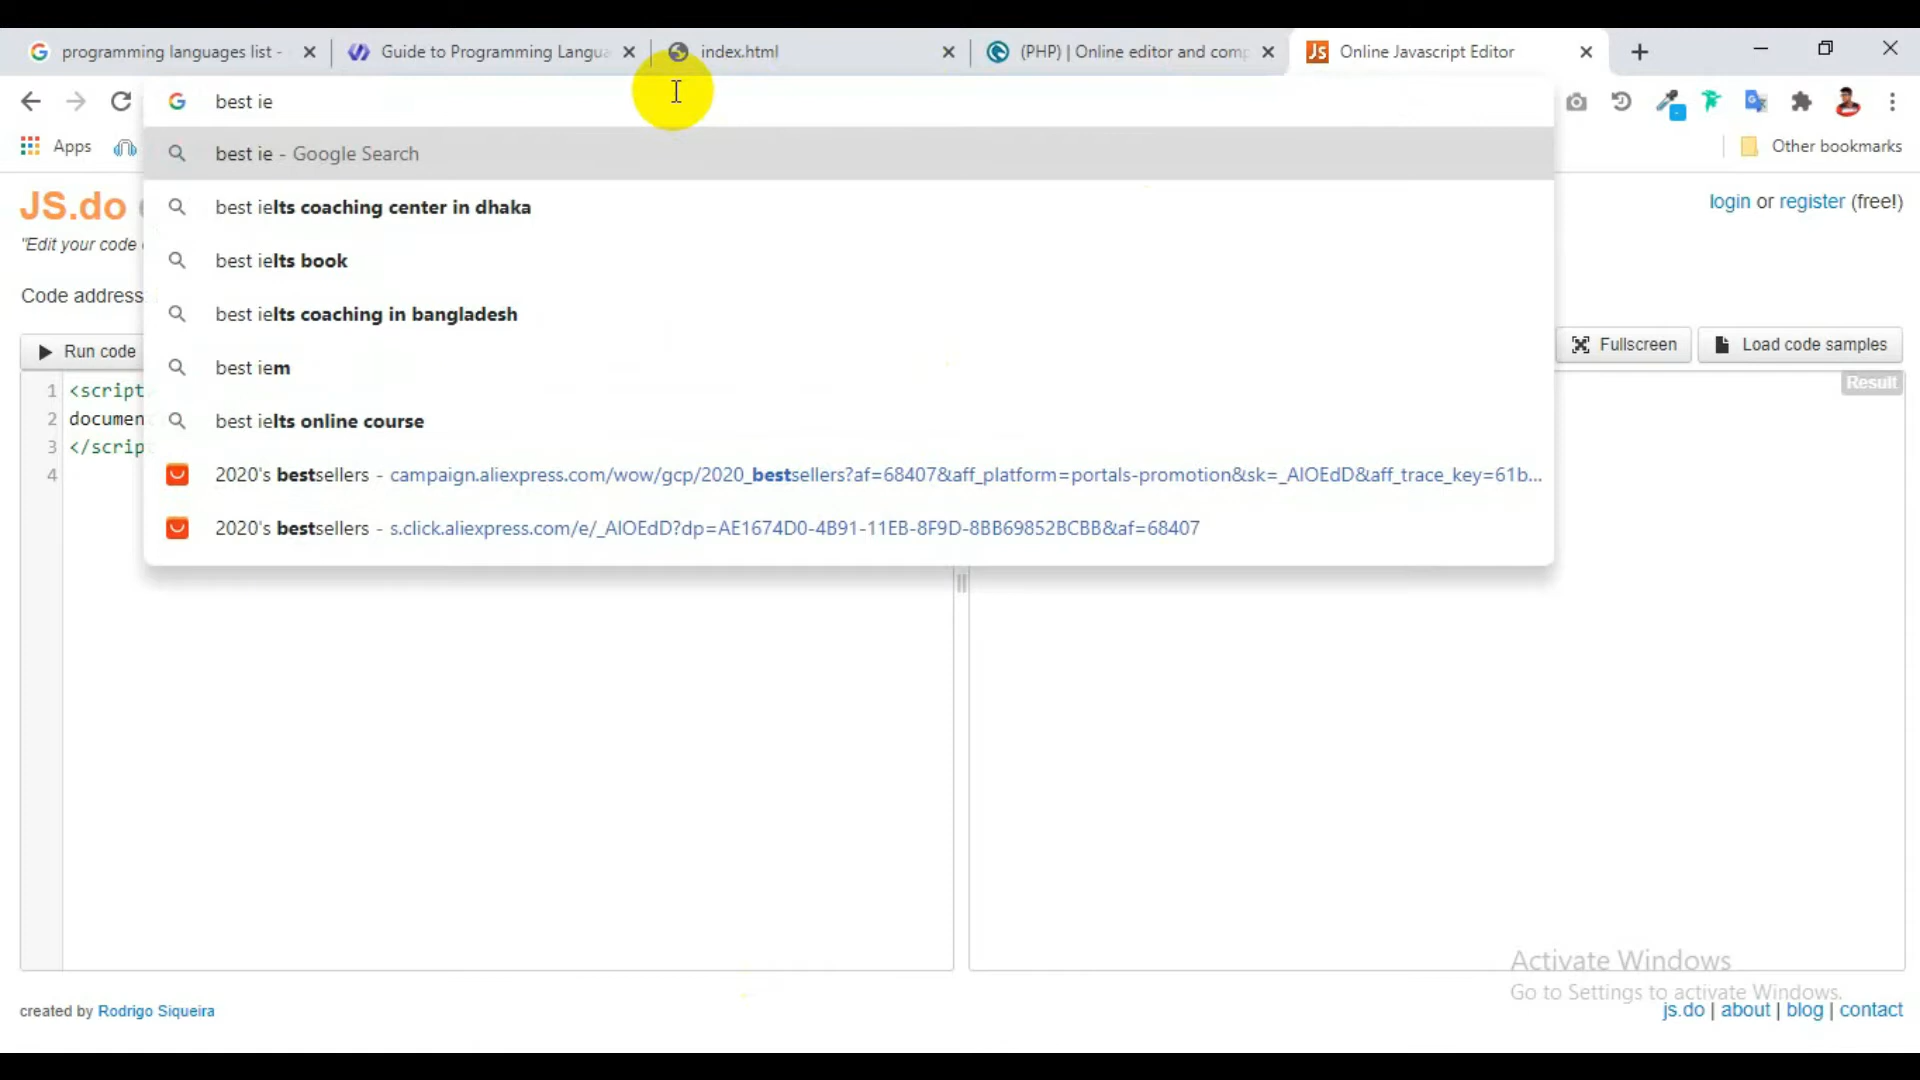 programming languages list -
Guide to Programming Langua
index.html
(PHP) | Online editor and comp
Online Javascript Editor
best ie
Apps
Other bookmarks
best ie - Google Search
best ielts coaching center in dhaka
best ielts book
best ielts coaching in bangladesh
best iem
best ielts online course
2020's bestsellers - campaign.aliexpress.com/wow/gcp/2020_bestsellers?af=68407&aff_platform=portals-promotion&sk=_AIOEdD&aff_trace_key=61b...
2020's bestsellers - s.click.aliexpress.com/e/_AIOEdD?dp=AE1674D0-4B91-11EB-8F9D-8BB69852BCBB&af=68407
JS.do
login or register (free!)
"Edit your code
Code address
Run code
Fullscreen
Load code samples
Result
1 <script
2 documen
3 </scrip
4
Activate Windows
Go to Settings to activate Windows.
created by Rodrigo Siqueira
js.do | about | blog | contact